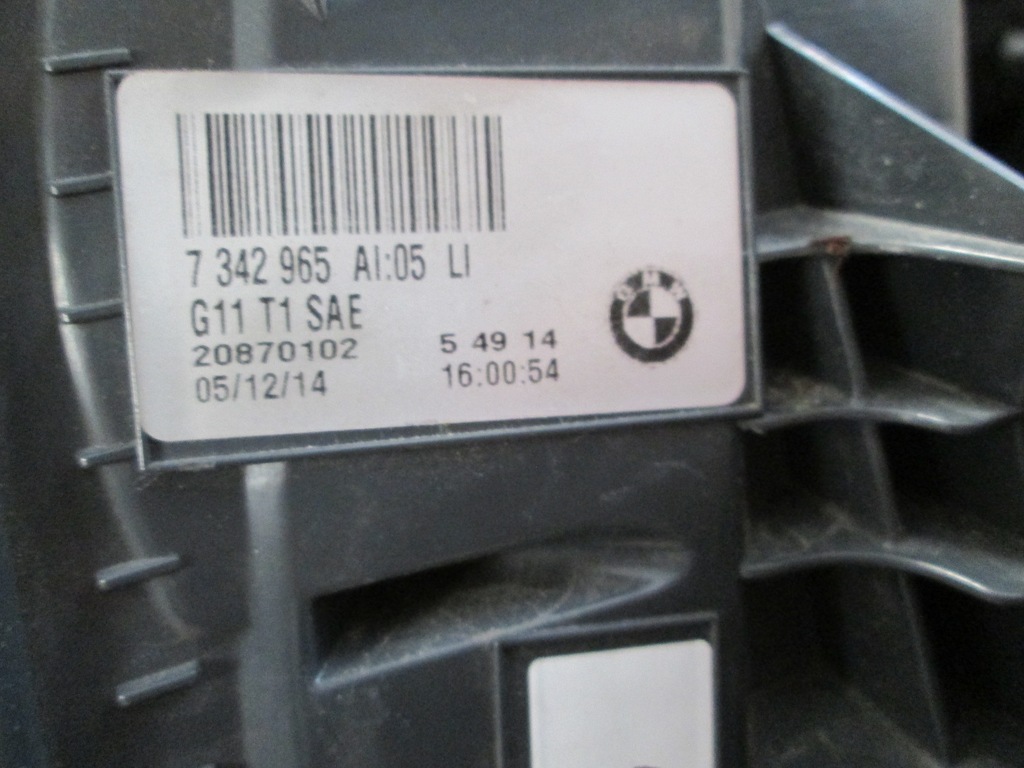 7 342 965 AI:05 LI
G11 T1 SAE
20870102 5 49 14
05/12/14 16:00:54
BMW